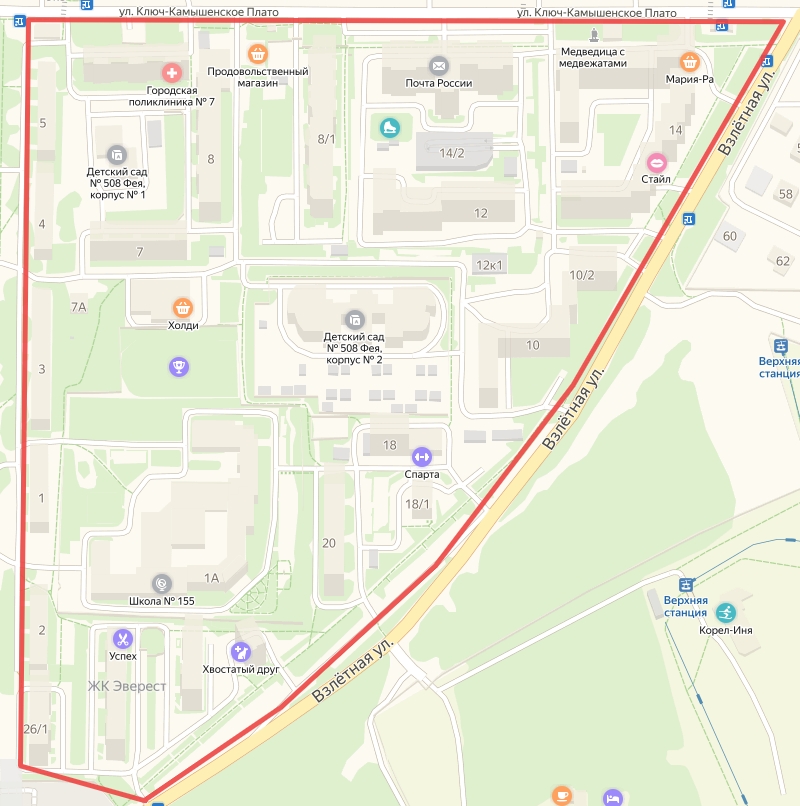 ул. Ключ-Камышенское Плато
ул. Ключ-Камышенское Плато
Медведица с
медвежатами
Мария-Ра
Продовольственный
магазин
Почта России
Городская
поликлиника № 7
5
8
8/1
14/2
14
Стайл
Взлётная ул.
Детский сад
№ 508 Фея,
корпус № 1
58
4
7
12
60
62
12к1
10/2
7А
Холди
Детский сад
№ 508 Фея,
корпус № 2
10
3
Верхняя
станция
Взлётная ул.
18
Спарта
1
18/1
20
1А
Школа № 155
Верхняя
станция
Корел-Иня
2
Успех
Хвостатый друг
ЖК Эверест
Взлётная ул.
26/1